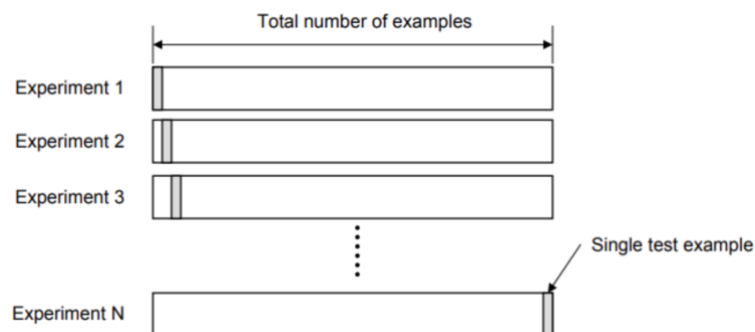 Total number of examples
Experiment 1
Experiment 2
Experiment 3
Single test example
Experiment N